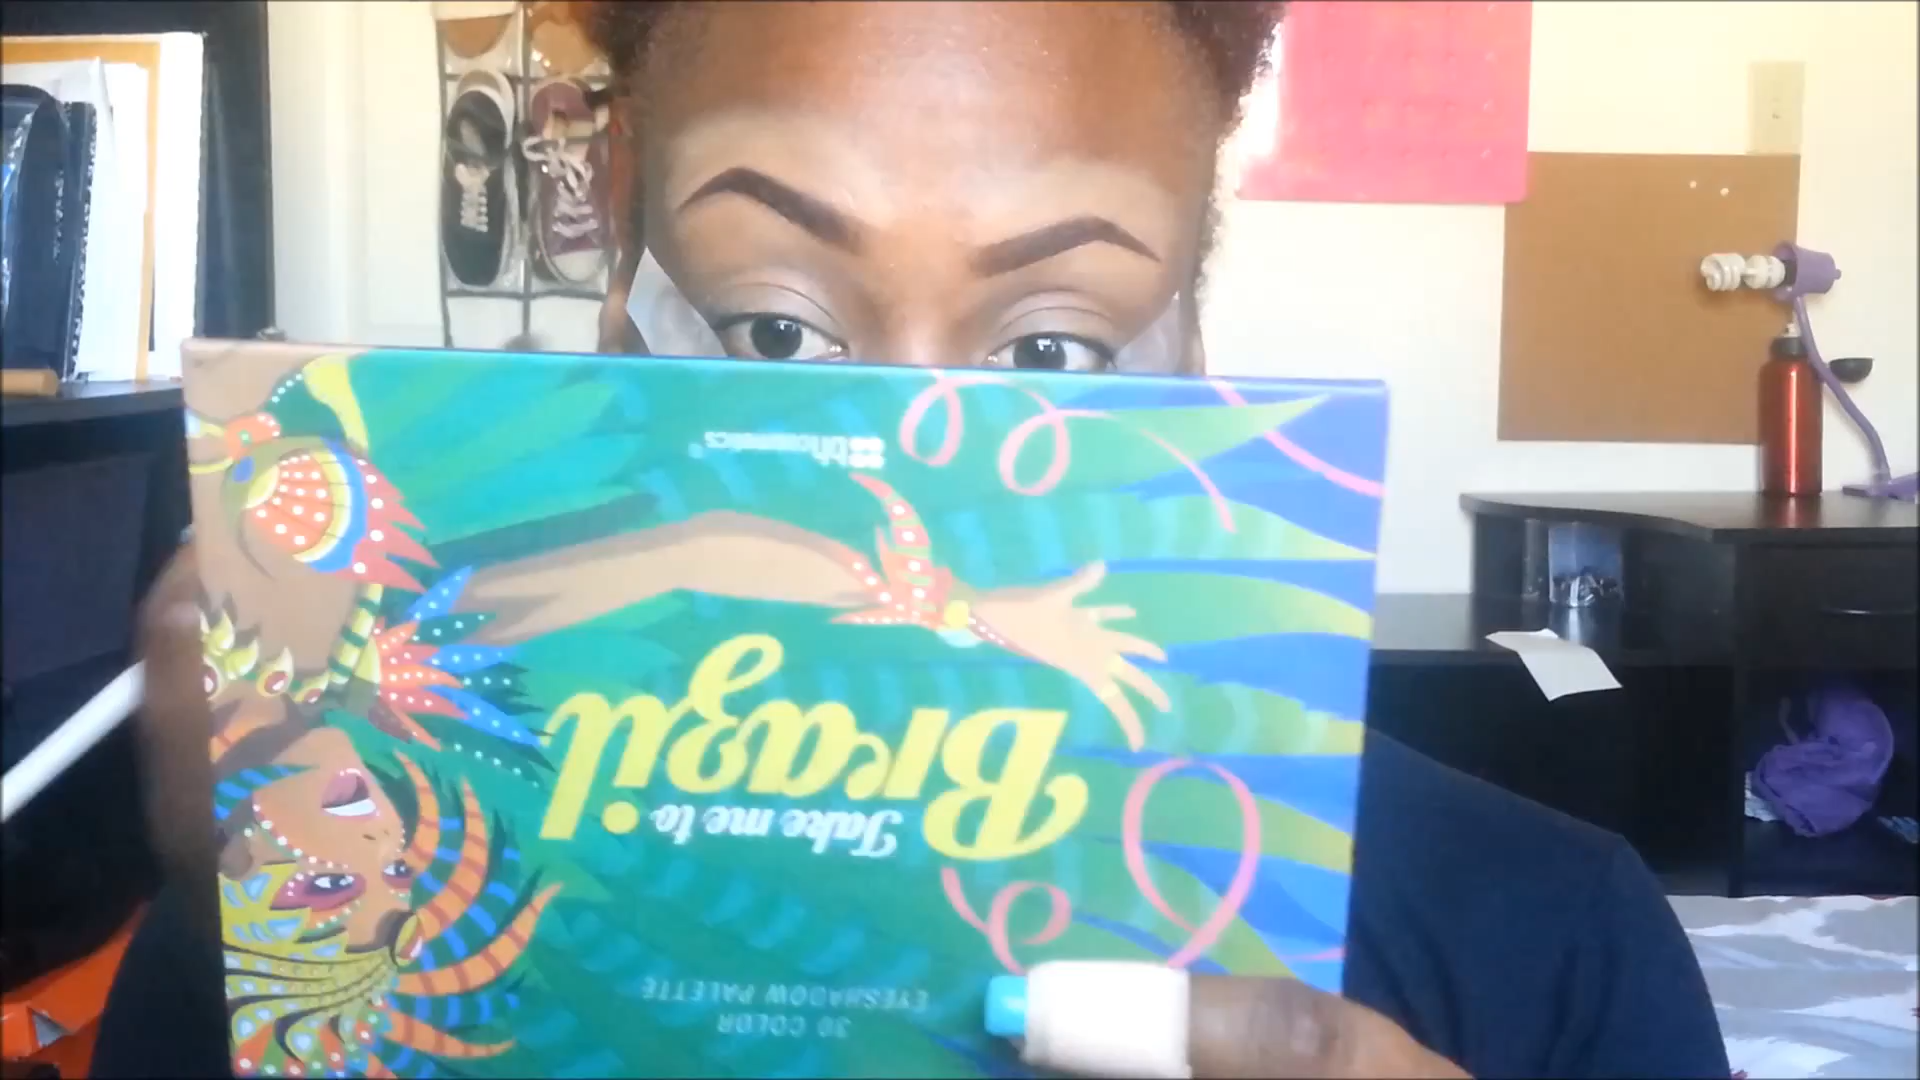 Take me to
Brazil
30 COLOR
EYESHADOW PALETTE
bhcosmetics®